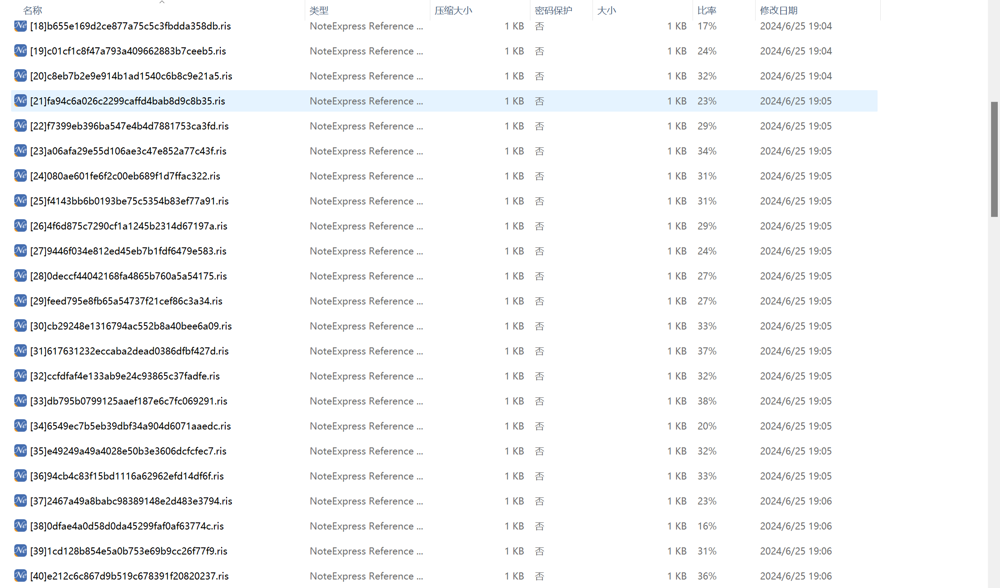 名称 类型 压缩大小 密码保护 大小 比率 修改日期
[18]b655e169d2ce877a75c5c3fbdda358db.ris NoteExpress Reference ... 1 KB 否 1 KB 17% 2024/6/25 19:04
[19]c01cf1c8f47a793a409662883b7ceeb5.ris NoteExpress Reference ... 1 KB 否 1 KB 24% 2024/6/25 19:04
[20]c8eb7b2e9e914b1ad1540c6b8c9e21a5.ris NoteExpress Reference ... 1 KB 否 1 KB 32% 2024/6/25 19:04
[21]fa94c6a026c2299caffd4bab8d9c8b35.ris NoteExpress Reference ... 1 KB 否 1 KB 23% 2024/6/25 19:05
[22]f7399eb396ba547e4b4d7881753ca3fd.ris NoteExpress Reference ... 1 KB 否 1 KB 29% 2024/6/25 19:05
[23]a06afa29e55d106ae3c47e852a77c43f.ris NoteExpress Reference ... 1 KB 否 1 KB 34% 2024/6/25 19:05
[24]080ae601fe6f2c00eb689f1d7ffac322.ris NoteExpress Reference ... 1 KB 否 1 KB 31% 2024/6/25 19:05
[25]f4143bb6b0193be75c5354b83ef77a91.ris NoteExpress Reference ... 1 KB 否 1 KB 31% 2024/6/25 19:05
[26]4f6d875c7290cf1a1245b2314d67197a.ris NoteExpress Reference ... 1 KB 否 1 KB 29% 2024/6/25 19:05
[27]9446f034e812ed45eb7b1fdf6479e583.ris NoteExpress Reference ... 1 KB 否 1 KB 24% 2024/6/25 19:05
[28]0deccf44042168fa4865b760a5a54175.ris NoteExpress Reference ... 1 KB 否 1 KB 27% 2024/6/25 19:05
[29]feed795e8fb65a54737f21cef86c3a34.ris NoteExpress Reference ... 1 KB 否 1 KB 27% 2024/6/25 19:05
[30]cb29248e1316794ac552b8a40bee6a09.ris NoteExpress Reference ... 1 KB 否 1 KB 33% 2024/6/25 19:05
[31]617631232eccaba2dead0386dfbf427d.ris NoteExpress Reference ... 1 KB 否 1 KB 37% 2024/6/25 19:05
[32]ccfdfaf4e133ab9e24c93865c37fadfe.ris NoteExpress Reference ... 1 KB 否 1 KB 32% 2024/6/25 19:05
[33]db795b0799125aaef187e6c7fc069291.ris NoteExpress Reference ... 1 KB 否 1 KB 38% 2024/6/25 19:05
[34]6549ec7b5eb39dbf34a904d6071aaedc.ris NoteExpress Reference ... 1 KB 否 1 KB 20% 2024/6/25 19:05
[35]e49249a49a4028e50b3e3606dcfcfec7.ris NoteExpress Reference ... 1 KB 否 1 KB 32% 2024/6/25 19:05
[36]94cb4c83f15bd1116a62962efd14df6f.ris NoteExpress Reference ... 1 KB 否 1 KB 33% 2024/6/25 19:05
[37]2467a49a8babc98389148e2d483e3794.ris NoteExpress Reference ... 1 KB 否 1 KB 23% 2024/6/25 19:06
[38]0dfae4a0d58d0da45299faf0af63774c.ris NoteExpress Reference ... 1 KB 否 1 KB 16% 2024/6/25 19:06
[39]1cd128b854e5a0b753e69b9cc26f77f9.ris NoteExpress Reference ... 1 KB 否 1 KB 31% 2024/6/25 19:06
[40]e212c6c867d9b519c678391f20820237.ris NoteExpress Reference ... 1 KB 否 1 KB 36% 2024/6/25 19:06